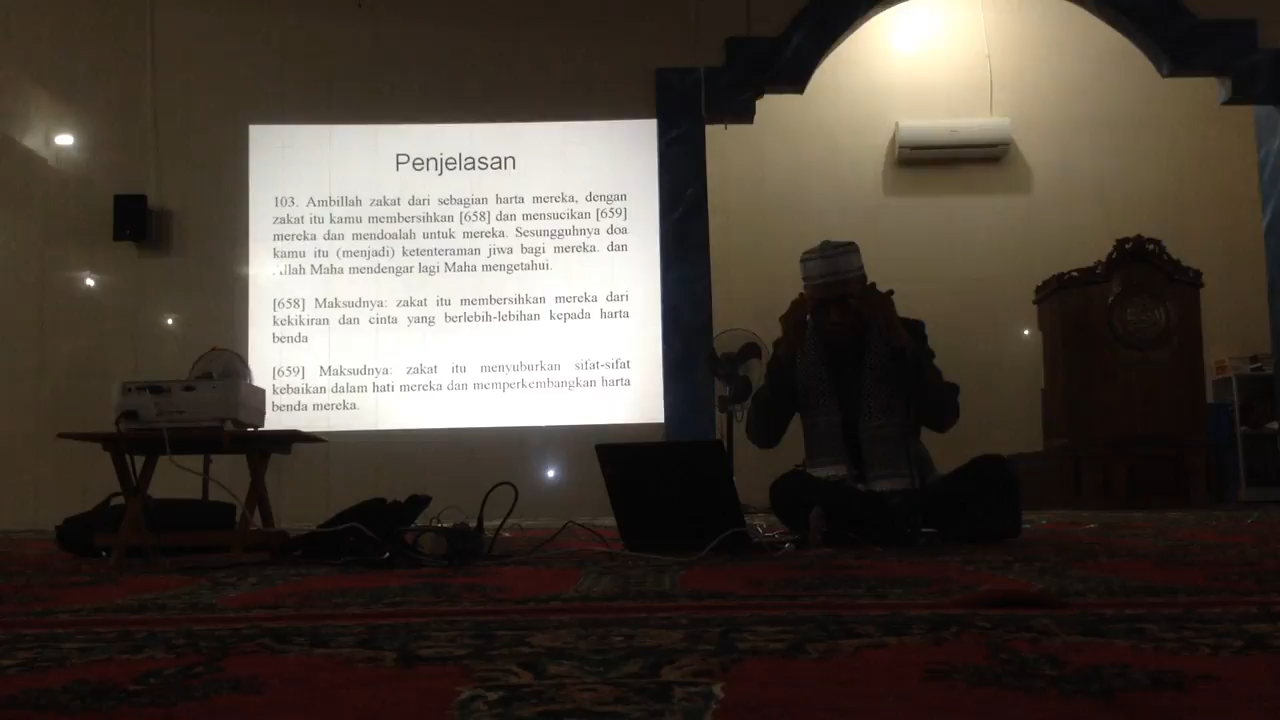 Penjelasan
103. Ambillah zakat dari sebagian harta mereka, dengan
zakat itu kamu membersihkan [658] dan mensucikan [659]
mereka dan mendoalah untuk mereka. Sesungguhnya doa
kamu itu (menjadi) ketenteraman jiwa bagi mereka. dan
Allah Maha mendengar lagi Maha mengetahui.
[658] Maksudnya: zakat itu membersihkan mereka dari
kekikiran dan cinta yang berlebih-lebihan kepada harta
benda
[659] Maksudnya: zakat itu menyuburkan sifat-sifat
kebaikan dalam hati mereka dan memperkembangkan harta
benda mereka.